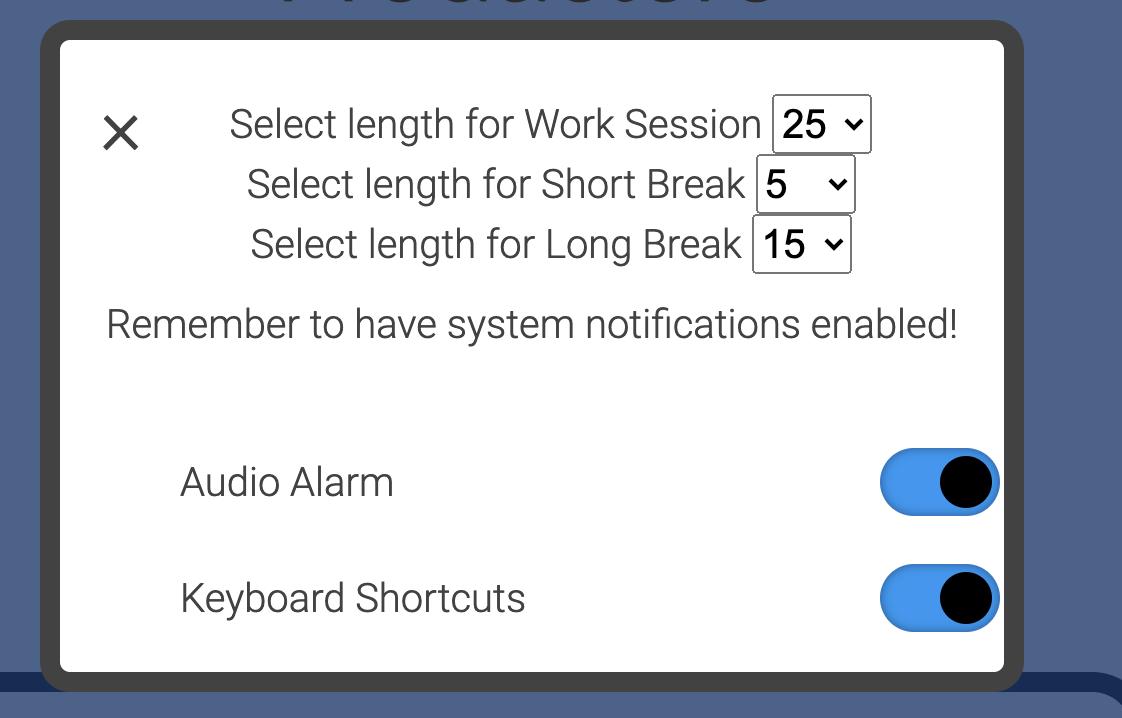 Select length for Work Session 25
Select length for Short Break 5
Select length for Long Break 15
Remember to have system notifications enabled!
Audio Alarm
Keyboard Shortcuts